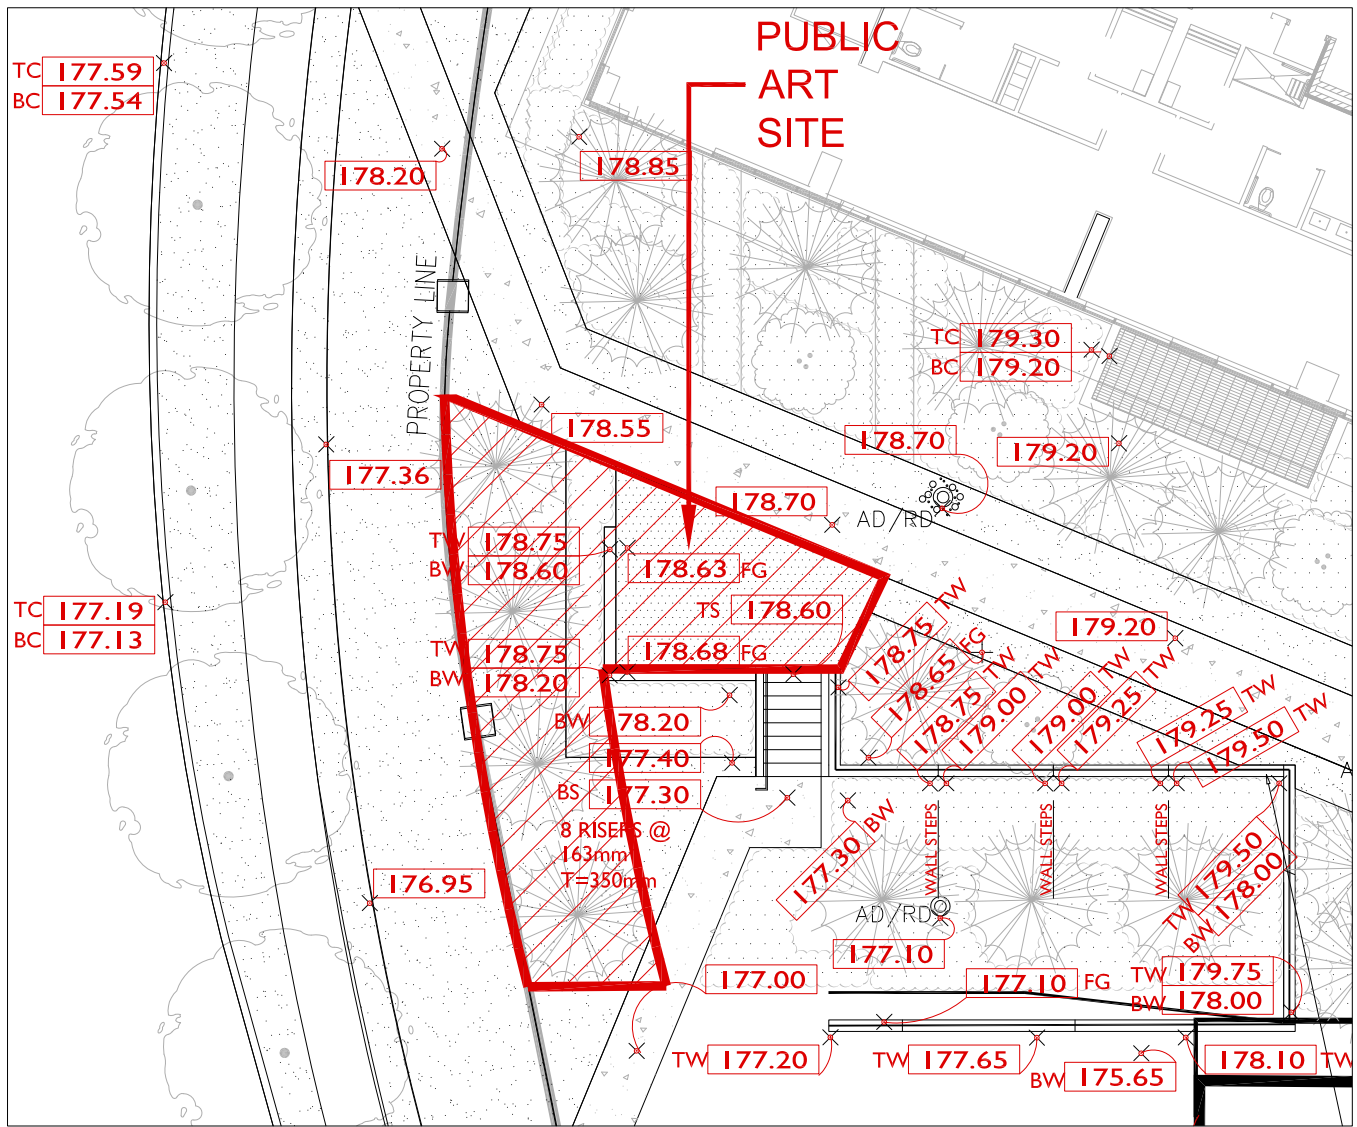 PUBLIC
ART
SITE
TC 177.59
BC 177.54
178.20
178.85
PROPERTY LINE
TC 179.30
BC 179.20
178.55
178.70
179.20
177.36
178.70
AD/RD
TW 178.75
BW 178.60
178.63 FG
TS 178.60
TC 177.19
BC 177.13
178.75 TW
178.65 FG
179.20
TW 178.75
BW 178.20
178.68 FG
178.75 TW
179.00 TW
179.00 TW
179.25 TW
179.25 TW
179.50 TW
BW 178.20
177.40
BS 177.30
8 RISERS @
163mm
T=350mm
177.30 BW
WALL STEPS
WALL STEPS
WALL STEPS
TW 179.50
BW 178.00
176.95
AD/RD
177.10
177.00
177.10 FG
TW 179.75
BW 178.00
TW 177.20
TW 177.65
BW 175.65
178.10 TW
A